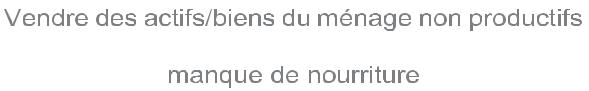 Vendre des actifs/biens du ménage non productifs
manque de nourriture